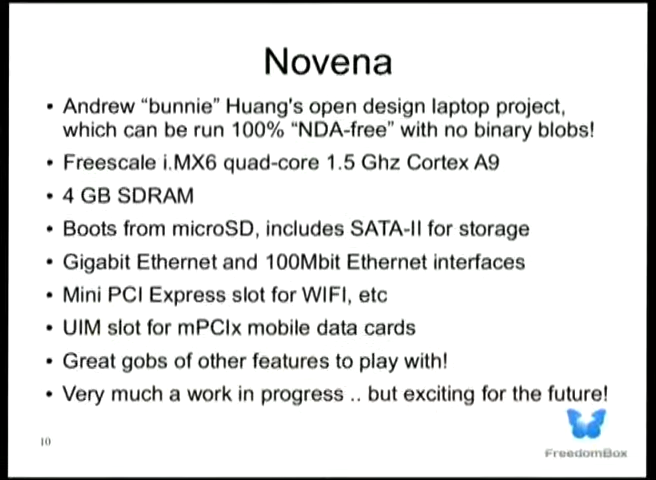 Novena
• Andrew “bunnie” Huang's open design laptop project,
which can be run 100% “NDA-free” with no binary blobs!
• Freescale i.MX6 quad-core 1.5 Ghz Cortex A9
• 4 GB SDRAM
• Boots from microSD, includes SATA-II for storage
• Gigabit Ethernet and 100Mbit Ethernet interfaces
• Mini PCI Express slot for WIFI, etc
• UIM slot for mPCIx mobile data cards
• Great gobs of other features to play with!
• Very much a work in progress .. but exciting for the future!
10
FreedomBox